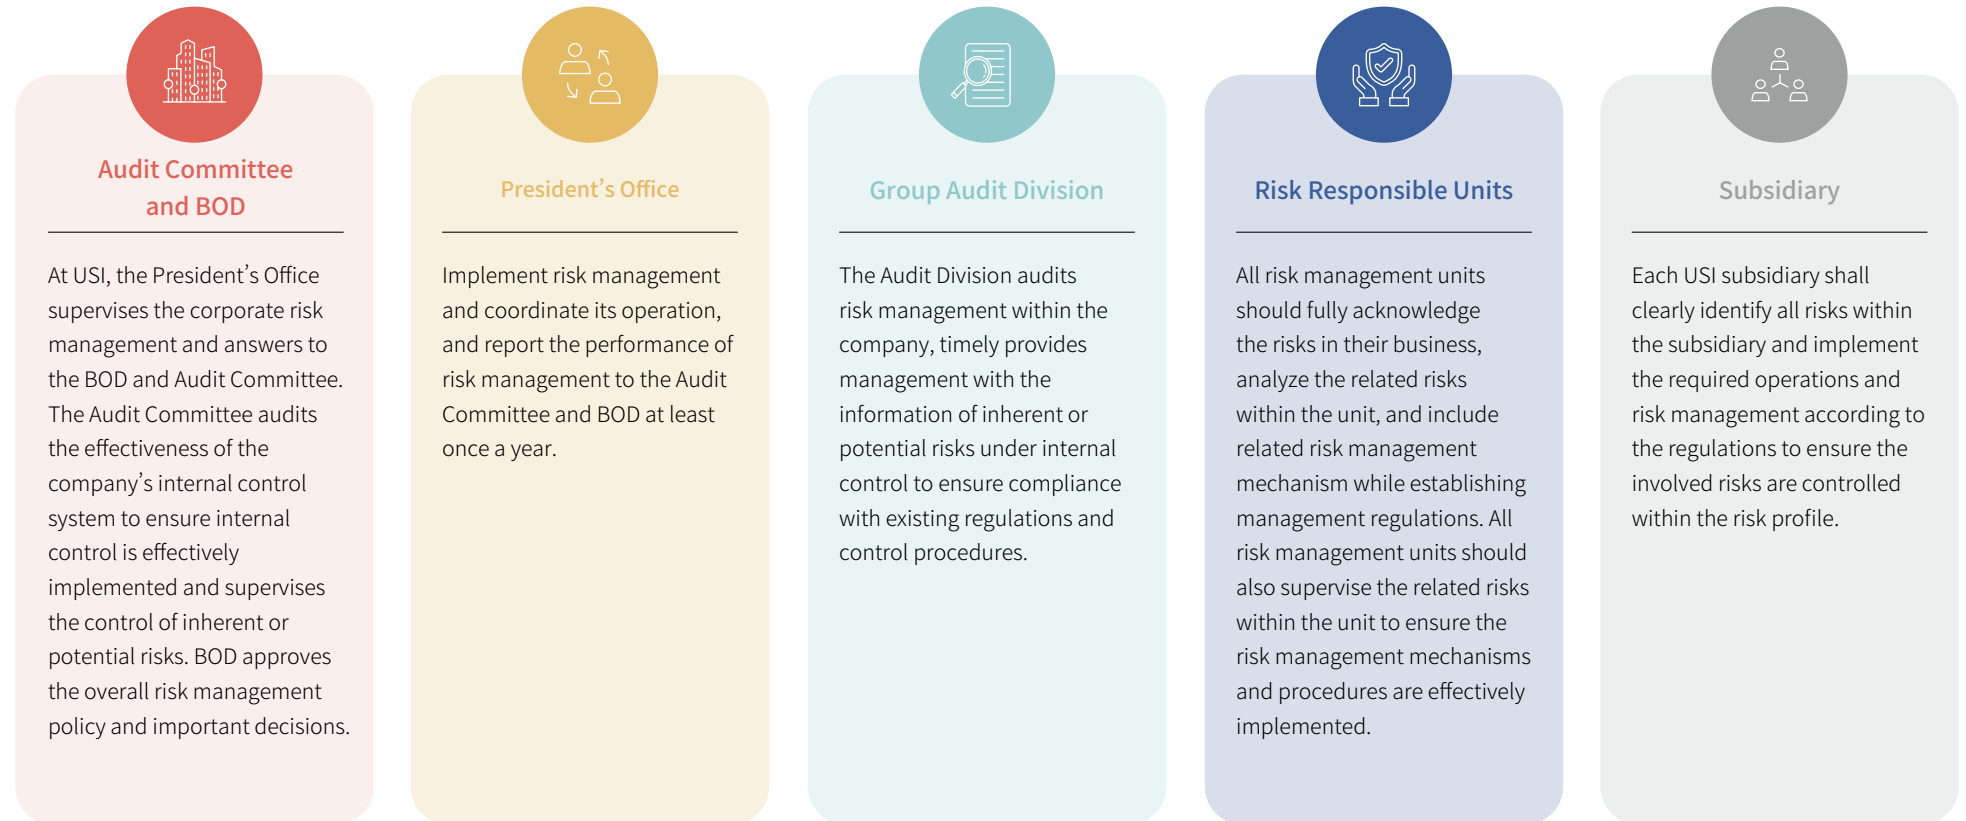 Audit Committee
and BOD
At USI, the President’s Office
supervises the corporate risk
management and answers to
the BOD and Audit Committee.
The Audit Committee audits
the effectiveness of the
company’s internal control
system to ensure internal
control is effectively
implemented and supervises
the control of inherent or
potential risks. BOD approves
the overall risk management
policy and important decisions.
President’s Office
Implement risk management
and coordinate its operation,
and report the performance of
risk management to the Audit
Committee and BOD at least
once a year.
Group Audit Division
The Audit Division audits
risk management within the
company, timely provides
management with the
information of inherent or
potential risks under internal
control to ensure compliance
with existing regulations and
control procedures.
Risk Responsible Units
All risk management units
should fully acknowledge
the risks in their business,
analyze the related risks
within the unit, and include
related risk management
mechanism while establishing
management regulations. All
risk management units should
also supervise the related risks
within the unit to ensure the
risk management mechanisms
and procedures are effectively
implemented.
Subsidiary
Each USI subsidiary shall
clearly identify all risks within
the subsidiary and implement
the required operations and
risk management according to
the regulations to ensure the
involved risks are controlled
within the risk profile.